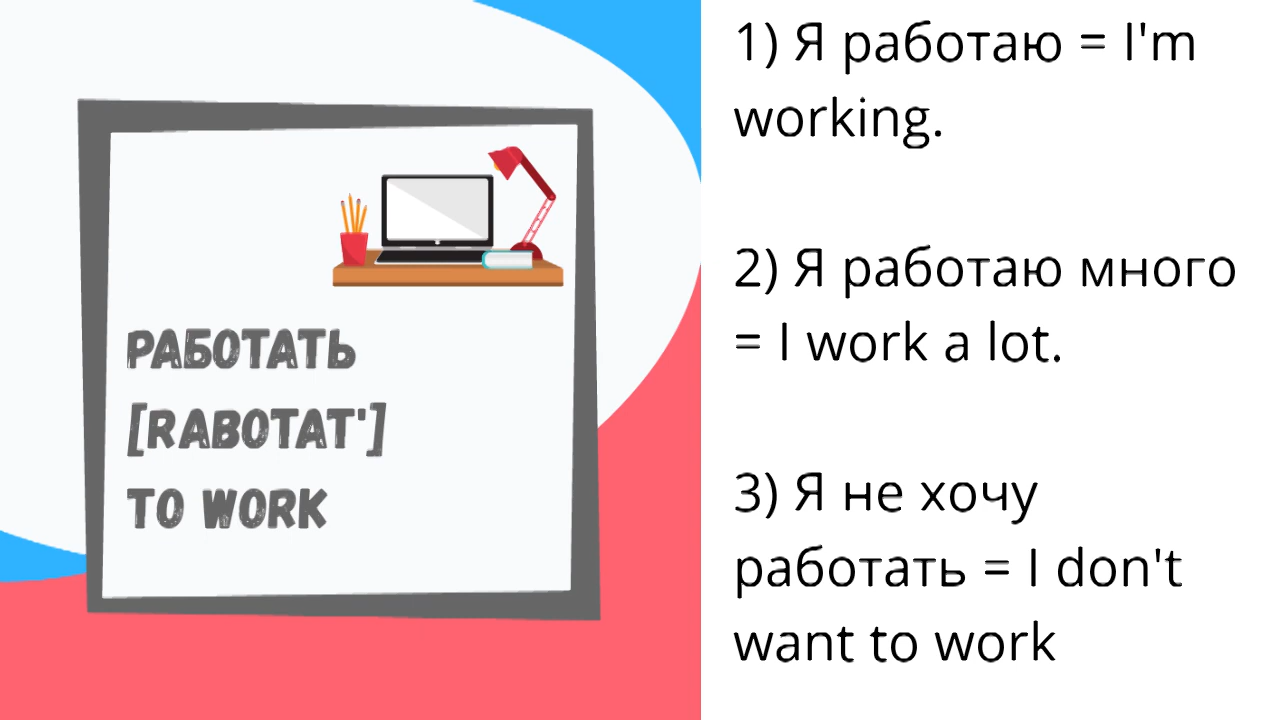 РАБОТАТЬ
[RABOTAT']
TO WORK
1) Я работаю = I'm
working.
2) Я работаю много
= I work a lot.
3) Я не хочу
работать = I don't
want to work